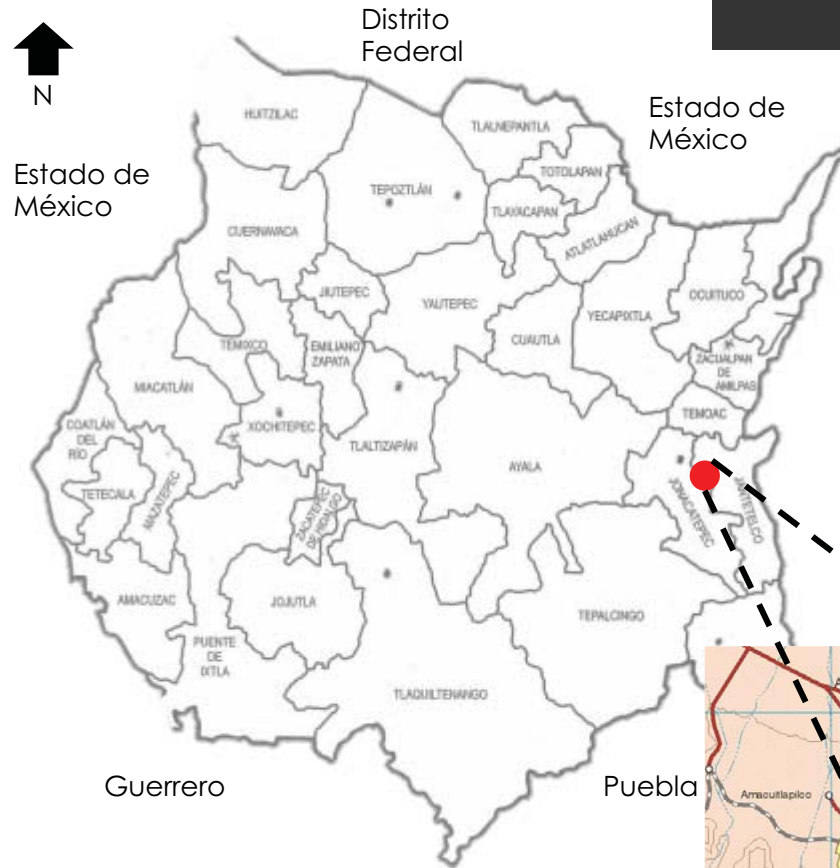 Distrito
Federal
N
Estado de
México
Estado de
México
HUITZILAC
TLALNEPANTLA
TOTOLAPAN
TEPOZTLÁN
TLAYACAPAN
ATLATLAHUCAN
CUERNAVACA
JIUTEPEC
YAUTEPEC
YECAPIXTLA
OCUITUCO
TEMIXCO
EMILIANO
ZAPATA
CUAUTLA
ZACUALPAN
DE
AMILPAS
MIACATLÁN
COATLÁN
DEL
RÍO
XOCHITEPEC
TLALTIZAPÁN
AYALA
TEMOAC
TETECALA
MAZATEPEC
ZACATEPEC
DE HIDALGO
JONACATEPEC
JANTETELCO
AMACUZAC
JOJUTLA
TEPALCINGO
PUENTE
DE
IXTLA
TLAQUILTENANGO
Guerrero
Puebla
Amacuitlapilco